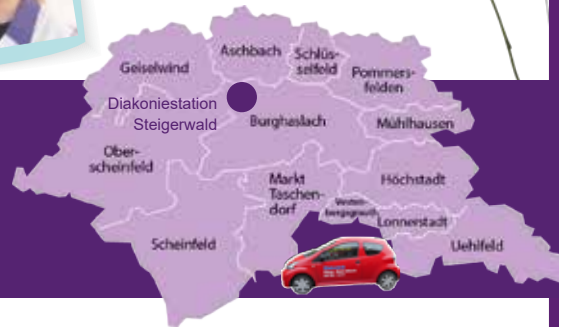 Aschbach
Schlüs-
selfeld
Geiselwind
Pommers-
felden
Diakoniestation
Steigerwald
Burghaslach
Mühlhausen
Ober-
scheinfeld
Markt
Taschen-
dorf
Höchstadt
Lonnerstadt
Scheinfeld
Uehlfeld